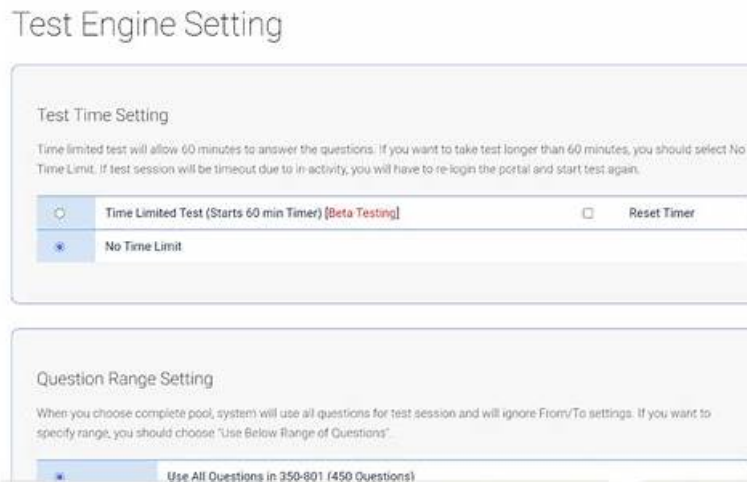 Test Engine Setting
Test Time Setting
Time limited test will allow 60 minutes to answer the questions. If you want to take test longer than 60 minutes, you should select No
Time Limit. If test session will be timeout due to in-activity, you will have to re-login the portal and start test again.
Time Limited Test (Starts 60 min Timer) [Beta Testing] Reset Timer
No Time Limit
Question Range Setting
When you choose complete pool, system will use all questions for test session and will ignore From/To settings. If you want to
specify range, you should choose "Use Below Range of Questions".
Use All Questions in 350-801 (450 Questions)